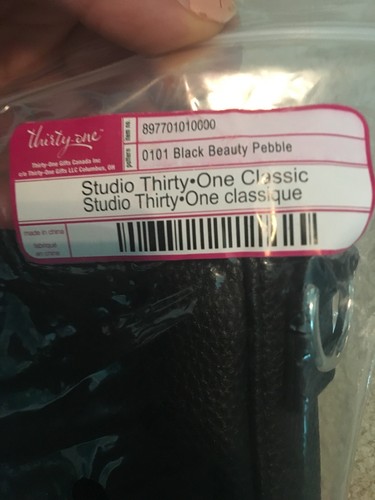 thirty-one
Thirty-One Gifts Canada Inc
c/o Thirty-One Gifts LLC Columbus, OH
item no
897701010000
pattern
0101 Black Beauty Pebble
Studio Thirty•One Classic
Studio Thirty•One classique
made in china
fabriqué
en chine